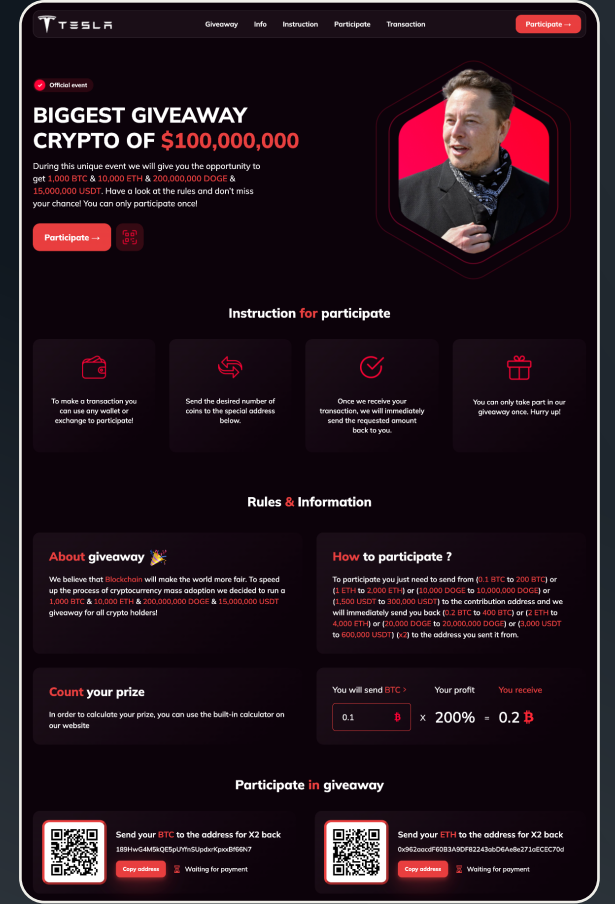 TESLA
Giveaway Info Instruction Participate Transaction
Participate →
Official event
BIGGEST GIVEAWAY
CRYPTO OF $100,000,000
During this unique event we will give you the opportunity to
get 1,000 BTC & 10,000 ETH & 200,000,000 DOGE &
15,000,000 USDT. Have a look at the rules and don't miss
your chance! You can only participate once!
Participate →
Instruction for participate
To make a transaction you
can use any wallet or
exchange to participate!
Send the desired number of
coins to the special address
below.
Once we receive your
transaction, we will immediately
send the requested amount
back to you.
You can only take part in our
giveaway once. Hurry up!
Rules & Information
About giveaway
We believe that Blockchain will make the world more fair. To speed
up the process of cryptocurrency mass adoption we decided to run a
1,000 BTC & 10,000 ETH & 200,000,000 DOGE & 15,000,000 USDT
giveaway for all crypto holders!
How to participate ?
To participate you just need to send from (0.1 BTC to 200 BTC) or
(1 ETH to 2,000 ETH) or (10,000 DOGE to 10,000,000 DOGE) or
(1,500 USDT to 300,000 USDT) to the contribution address and we
will immediately send you back (0.2 BTC to 400 BTC) or (2 ETH to
4,000 ETH) or (20,000 DOGE to 20,000,000 DOGE) or (3,000 USDT
to 600,000 USDT) (x2) to the address you sent it from.
Count your prize
In order to calculate your prize, you can use the built-in calculator on
our website
You will send BTC > Your profit You receive
0.1 ₿ X 200% = 0.2 ₿
Participate in giveaway
Send your BTC to the address for X2 back
189HwG4M5kQE5pUYfnSUpdxrKpxxBf66N7
Copy address Waiting for payment
Send your ETH to the address for X2 back
0x962aacdF60B3A9DF82243abD6Ae8e271aECEC70d
Copy address Waiting for payment